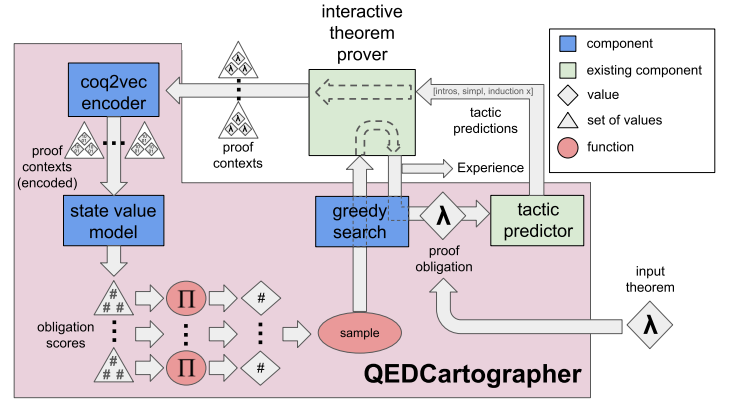 interactive
theorem
prover
component
existing component
value
set of values
function
coq2vec
encoder
λ
λ λ
λ
λ λ
proof
contexts
[intros, simpl, induction x]
tactic
predictions
Experience
proof
contexts
(encoded)
state value
model
greedy
search
λ
tactic
predictor
proof
obligation
input
theorem
λ
#
# #
Π
#
obligation
scores
sample
#
# #
Π
#
QEDCartographer